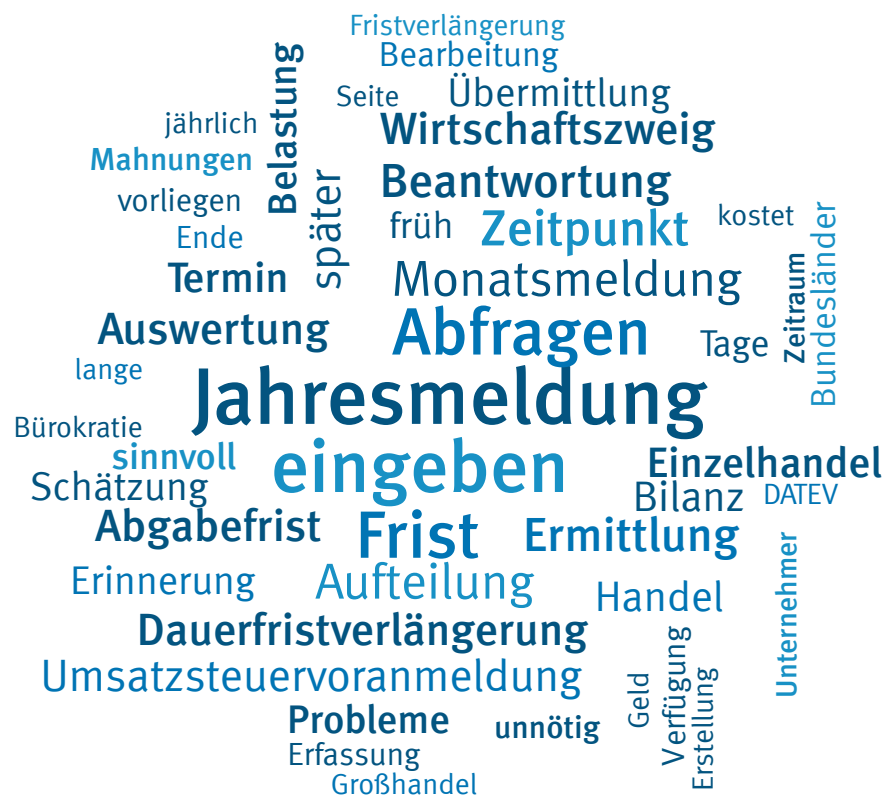 Fristverlängerung
Bearbeitung
Belastung
Seite
Übermittlung
jährlich
Wirtschaftszweig
Mahnungen
Beantwortung
vorliegen
später
früh
Zeitpunkt
kostet
Ende
Bundesländer
Termin
Monatsmeldung
Zeitraum
Auswertung
Abfragen
Tage
lange
Jahresmeldung
Bürokratie
sinnvoll
eingeben
Einzelhandel
Schätzung
Bilanz
DATEV
Abgabefrist
Frist
Ermittlung
Unternehmer
Erinnerung
Aufteilung
Handel
Dauerfristverlängerung
Verfügung
Umsatzsteuervoranmeldung
Geld
Erstellung
Probleme
unnötig
Erfassung
Großhandel